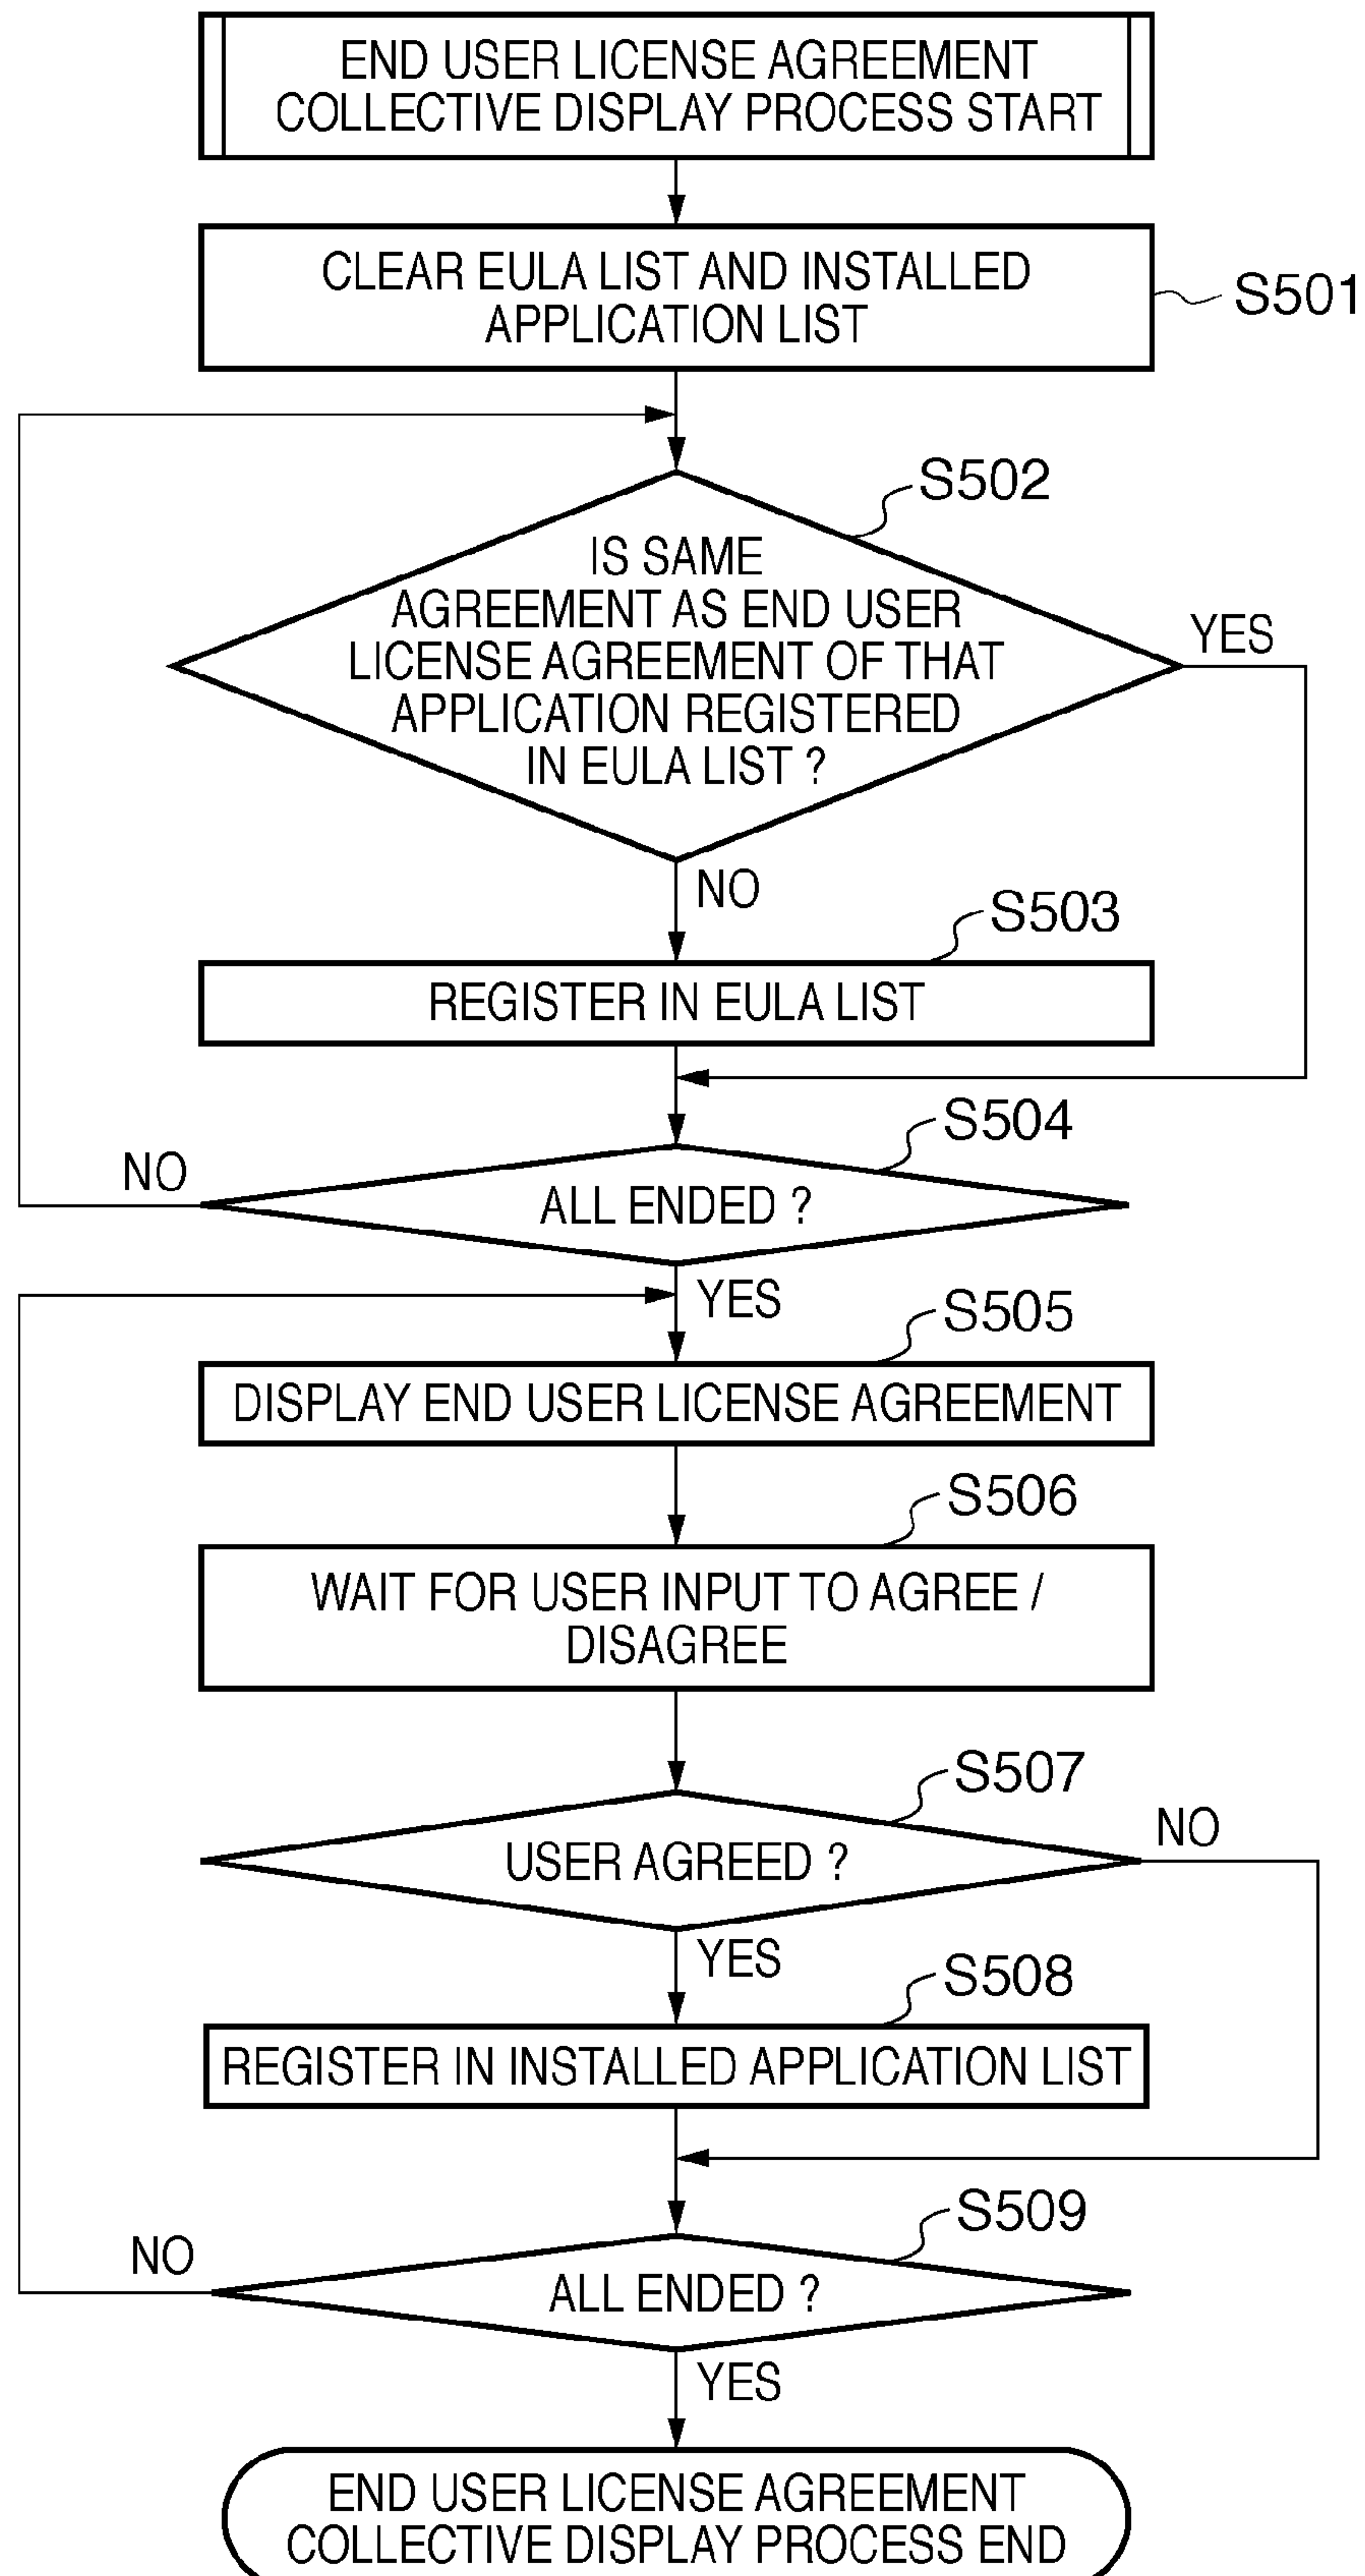 END USER LICENSE AGREEMENT
COLLECTIVE DISPLAY PROCESS START
CLEAR EULA LIST AND INSTALLED
APPLICATION LIST
S501
S502
IS SAME
AGREEMENT AS END USER
LICENSE AGREEMENT OF THAT
APPLICATION REGISTERED
IN EULA LIST ?
YES
NO
S503
REGISTER IN EULA LIST
S504
NO
ALL ENDED ?
YES
S505
DISPLAY END USER LICENSE AGREEMENT
S506
WAIT FOR USER INPUT TO AGREE /
DISAGREE
S507
NO
USER AGREED ?
YES
S508
REGISTER IN INSTALLED APPLICATION LIST
S509
NO
ALL ENDED ?
YES
END USER LICENSE AGREEMENT
COLLECTIVE DISPLAY PROCESS END